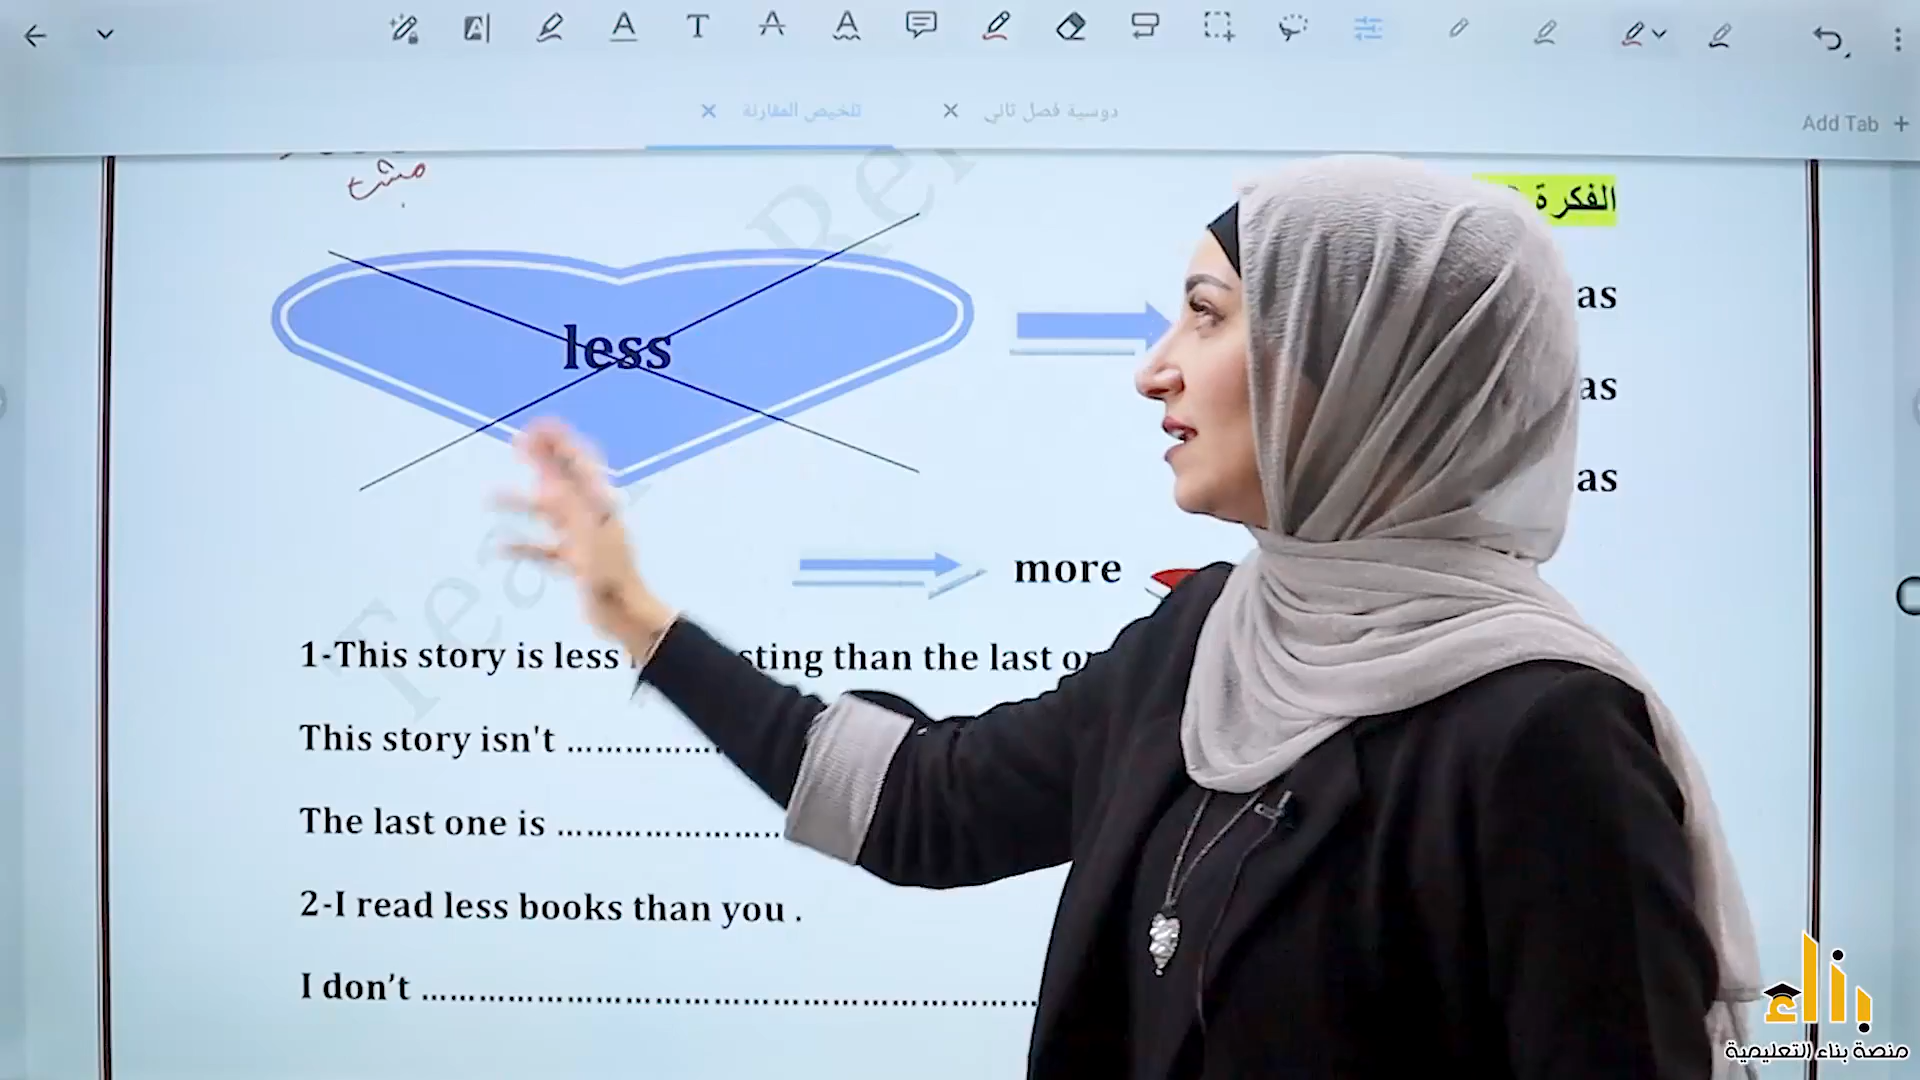 تلخيص المقارنة
دوسية فصل ثاني
Add Tab
الفكرة
less
as
as
as
more
1-This story is less
sting than the last
This story isn't ..................
The last one is .......................
2-I read less books than you .
I don’t ............................................................
بناء
منصة بناء التعليمية